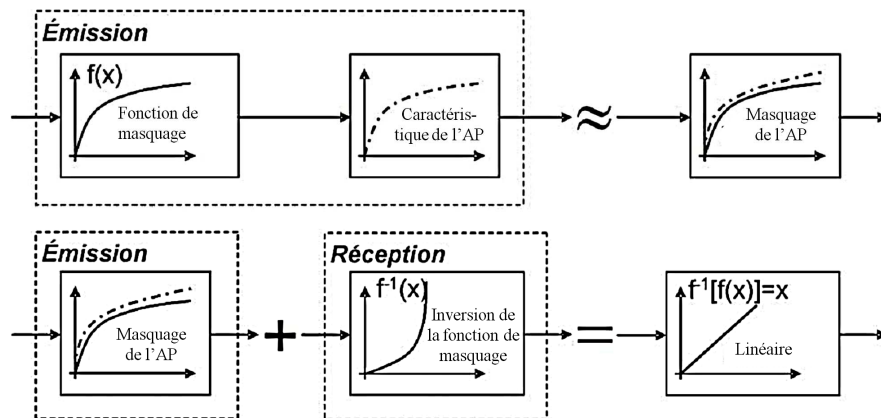 Émission
f(x)
Fonction de
masquage
Caractéris-
tique de l'AP
≈
Masquage
de l'AP
Émission
Masquage
de l'AP
+
Réception
f⁻¹(x)
Inversion de
la fonction de
masquage
=
f⁻¹[f(x)]=x
Linéaire